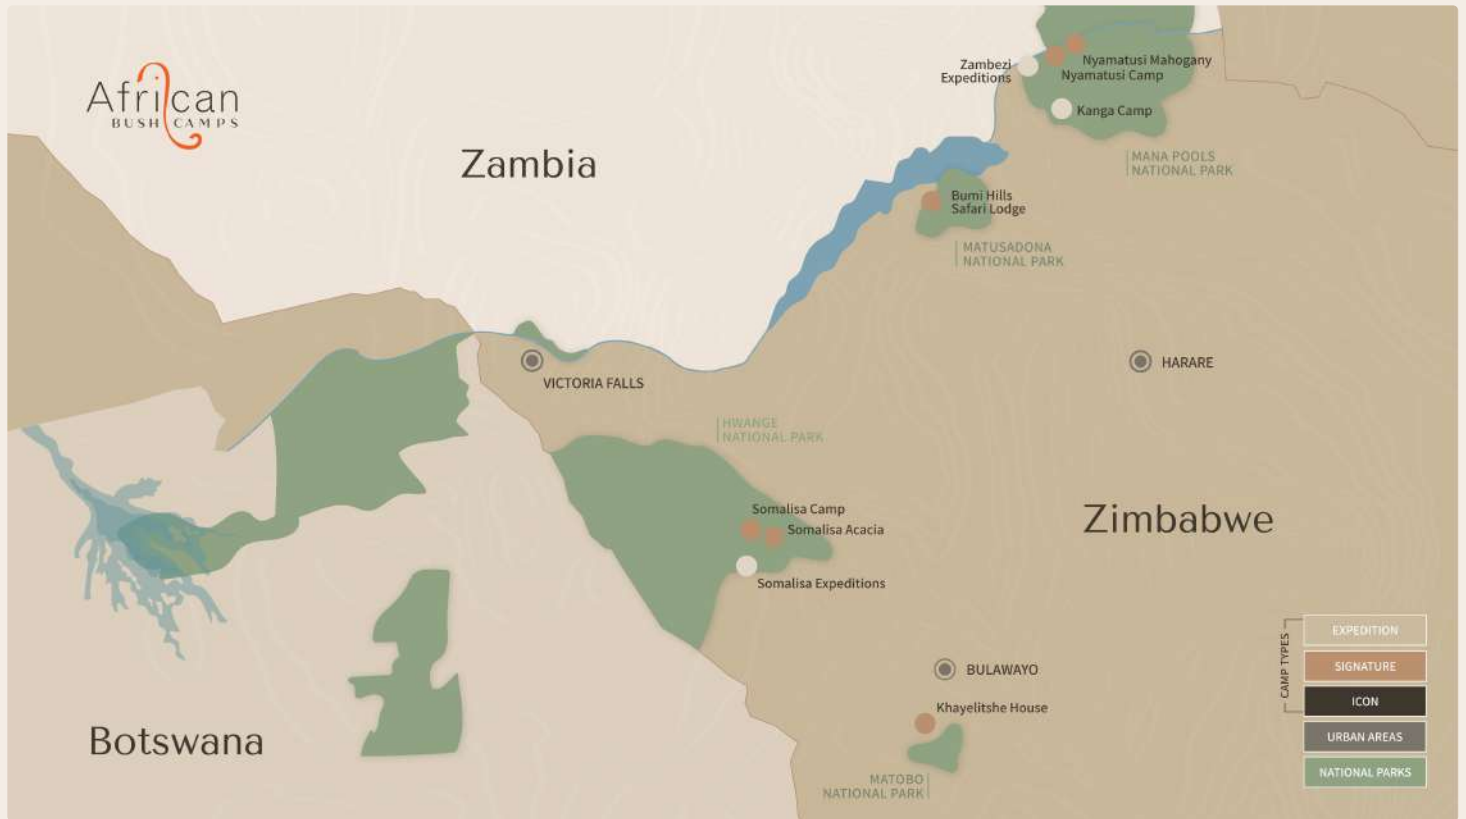 African
BUSH CAMPS
Zambia
Zambezi
Expeditions
Nyamatusi Mahogany
Nyamatusi Camp
Kanga Camp
MANA POOLS
NATIONAL PARK
Bumi Hills
Safari Lodge
MATUSADONA
NATIONAL PARK
VICTORIA FALLS
HARARE
HWANGE
NATIONAL PARK
Somalisa Camp
Somalisa Acacia
Somalisa Expeditions
Zimbabwe
BULAWAYO
Khayelitshe House
MATOBO
NATIONAL PARK
Botswana
CAMP TYPES
EXPEDITION
SIGNATURE
ICON
URBAN AREAS
NATIONAL PARKS